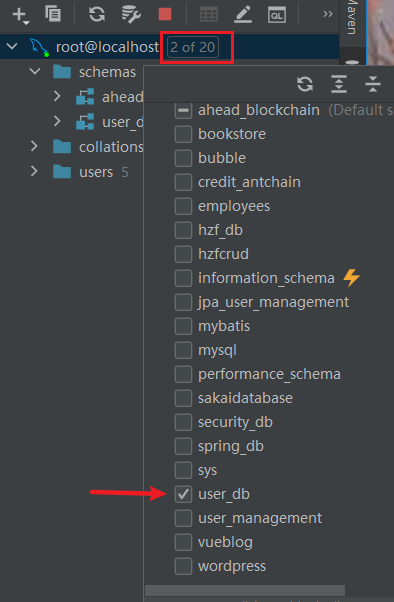 QL
Maven
root@localhost 2 of 20
schemas
ahead
user_d
collations
users 5
ahead_blockchain (Default s
bookstore
bubble
credit_antchain
employees
hzf_db
hzfcrud
information_schema
jpa_user_management
mybatis
mysql
performance_schema
sakaidatabase
security_db
spring_db
sys
user_db
user_management
vueblog
wordpress